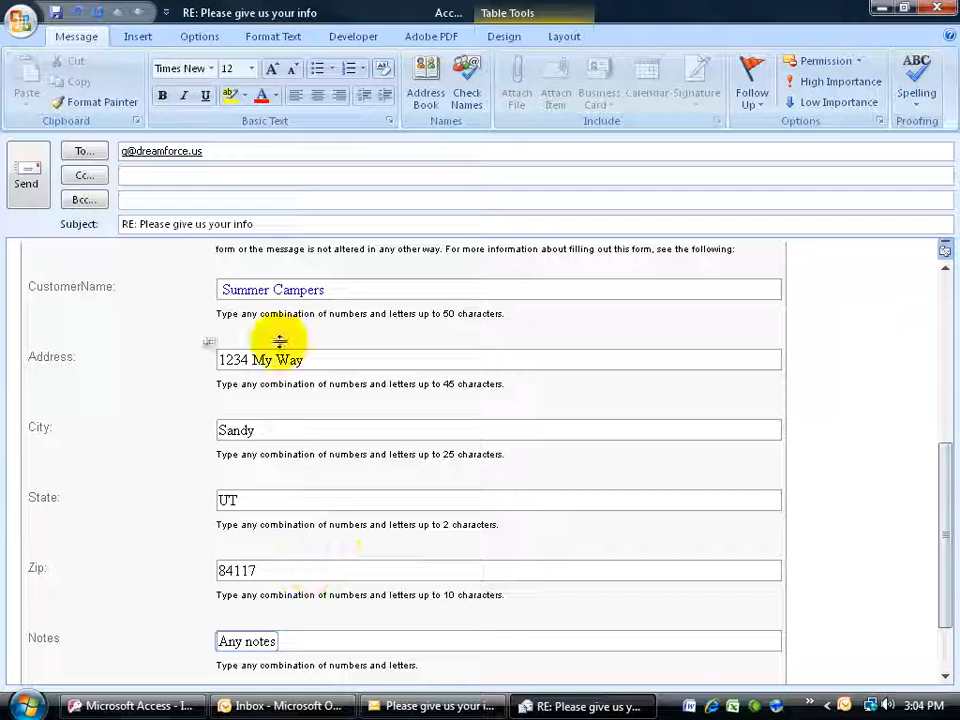 RE: Please give us your info
Acc...
Table Tools
Message
Insert
Options
Format Text
Developer
Adobe PDF
Design
Layout
Paste
Cut
Copy
Format Painter
Clipboard
Times New
12
Basic Text
Address Book
Check Names
Names
Attach File
Attach Item
Business Card
Calendar
Signature
Include
Follow Up
Permission
High Importance
Low Importance
Options
ABC
Spelling
Proofing
Send
To...
g@dreamforce.us
Cc...
Bcc...
Subject:
RE: Please give us your info
form or the message is not altered in any other way. For more information about filling out this form, see the following:
CustomerName:
Summer Campers
Type any combination of numbers and letters up to 50 characters.
Address:
1234 My Way
Type any combination of numbers and letters up to 45 characters.
City:
Sandy
Type any combination of numbers and letters up to 25 characters.
State:
UT
Type any combination of numbers and letters up to 2 characters.
Zip:
84117
Type any combination of numbers and letters up to 10 characters.
Notes
Any notes
Type any combination of numbers and letters.
Microsoft Access - I...
Inbox - Microsoft O...
Please give us your i...
RE: Please give us y...
3:04 PM